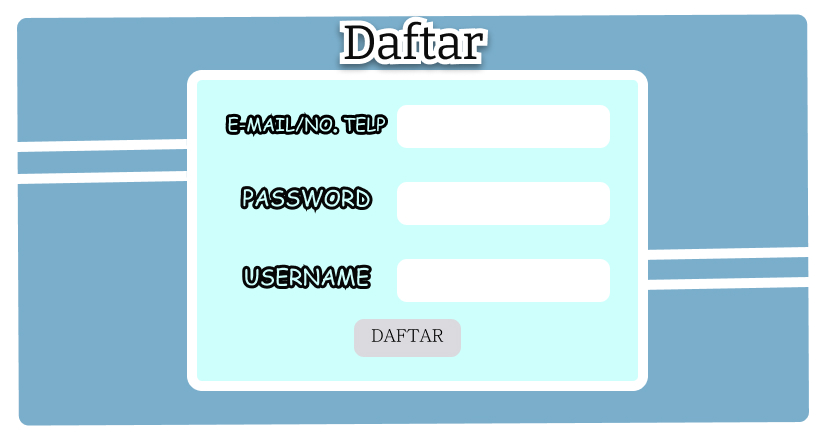 Daftar
E-MAIL/NO. TELP
PASSWORD
USERNAME
DAFTAR